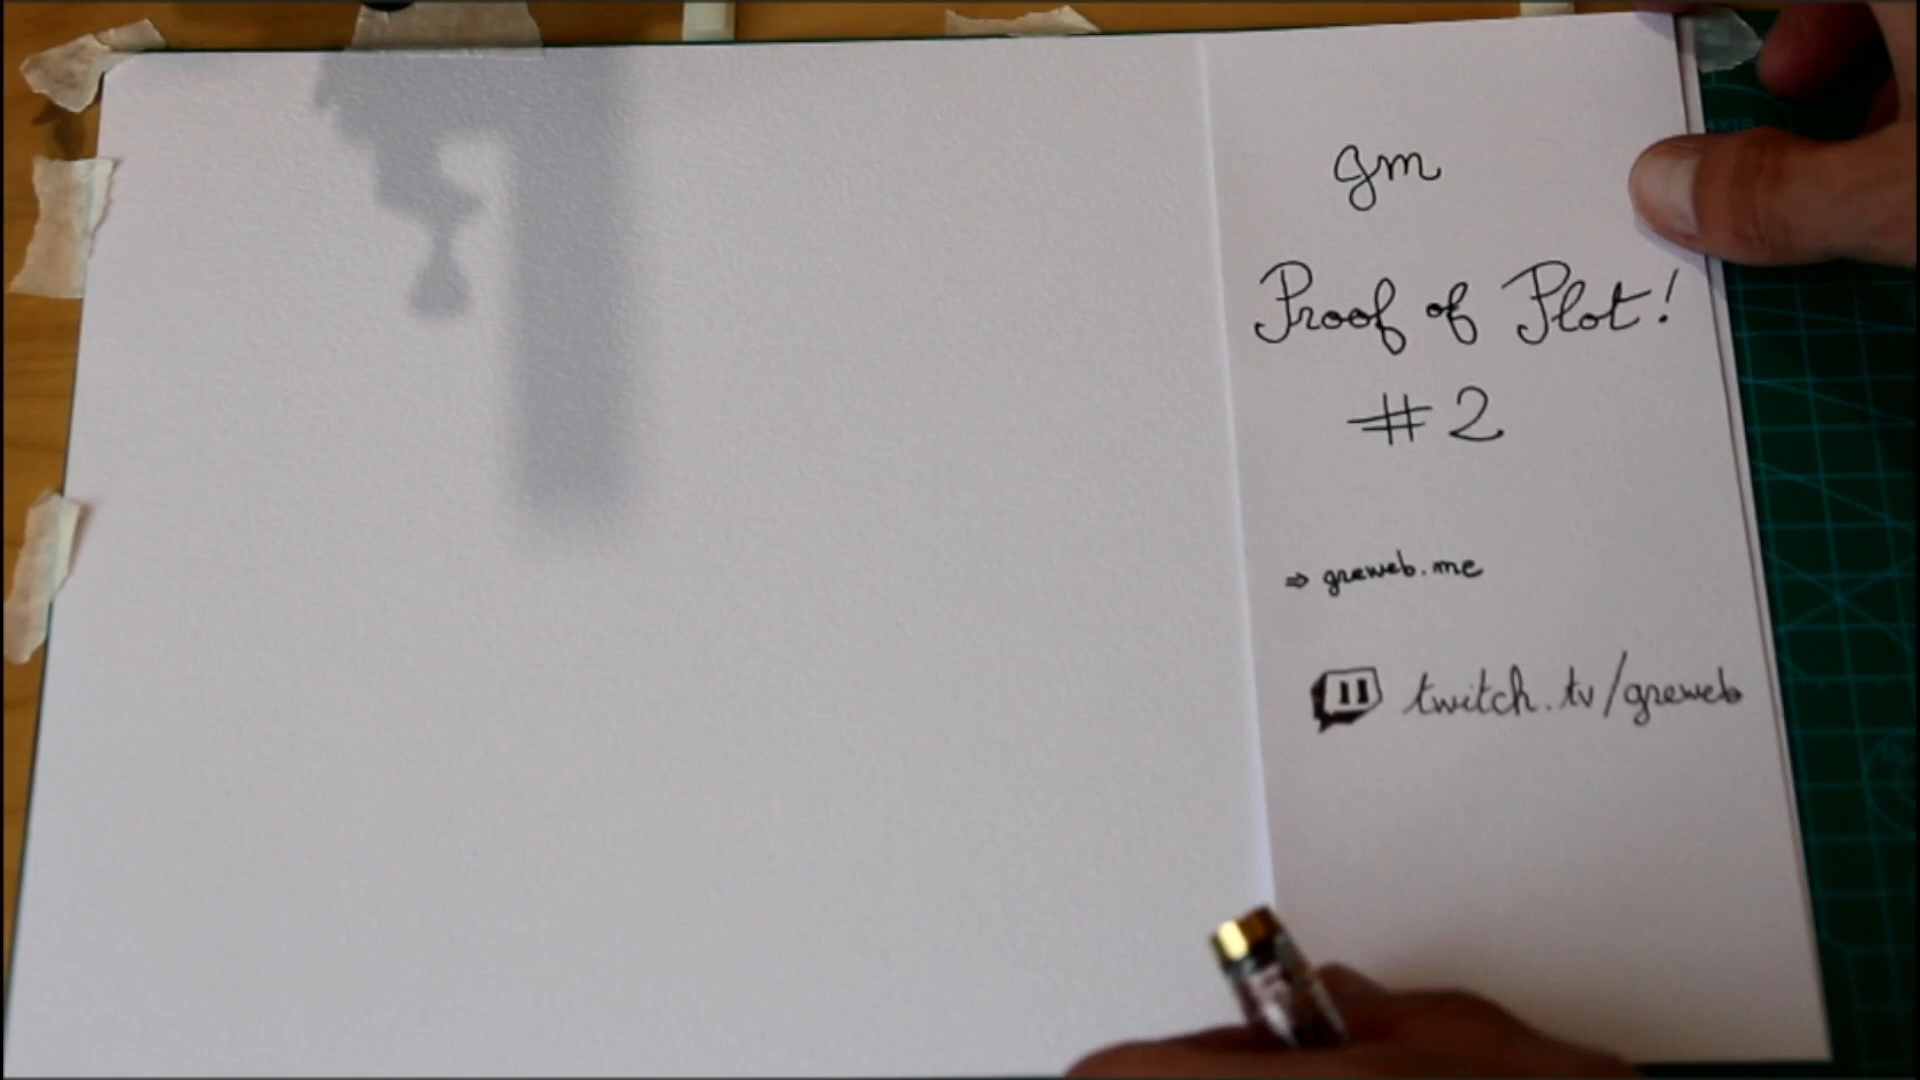 gm
Proof of Plot!
#2
⇒ greweb.me
twitch.tv/greweb